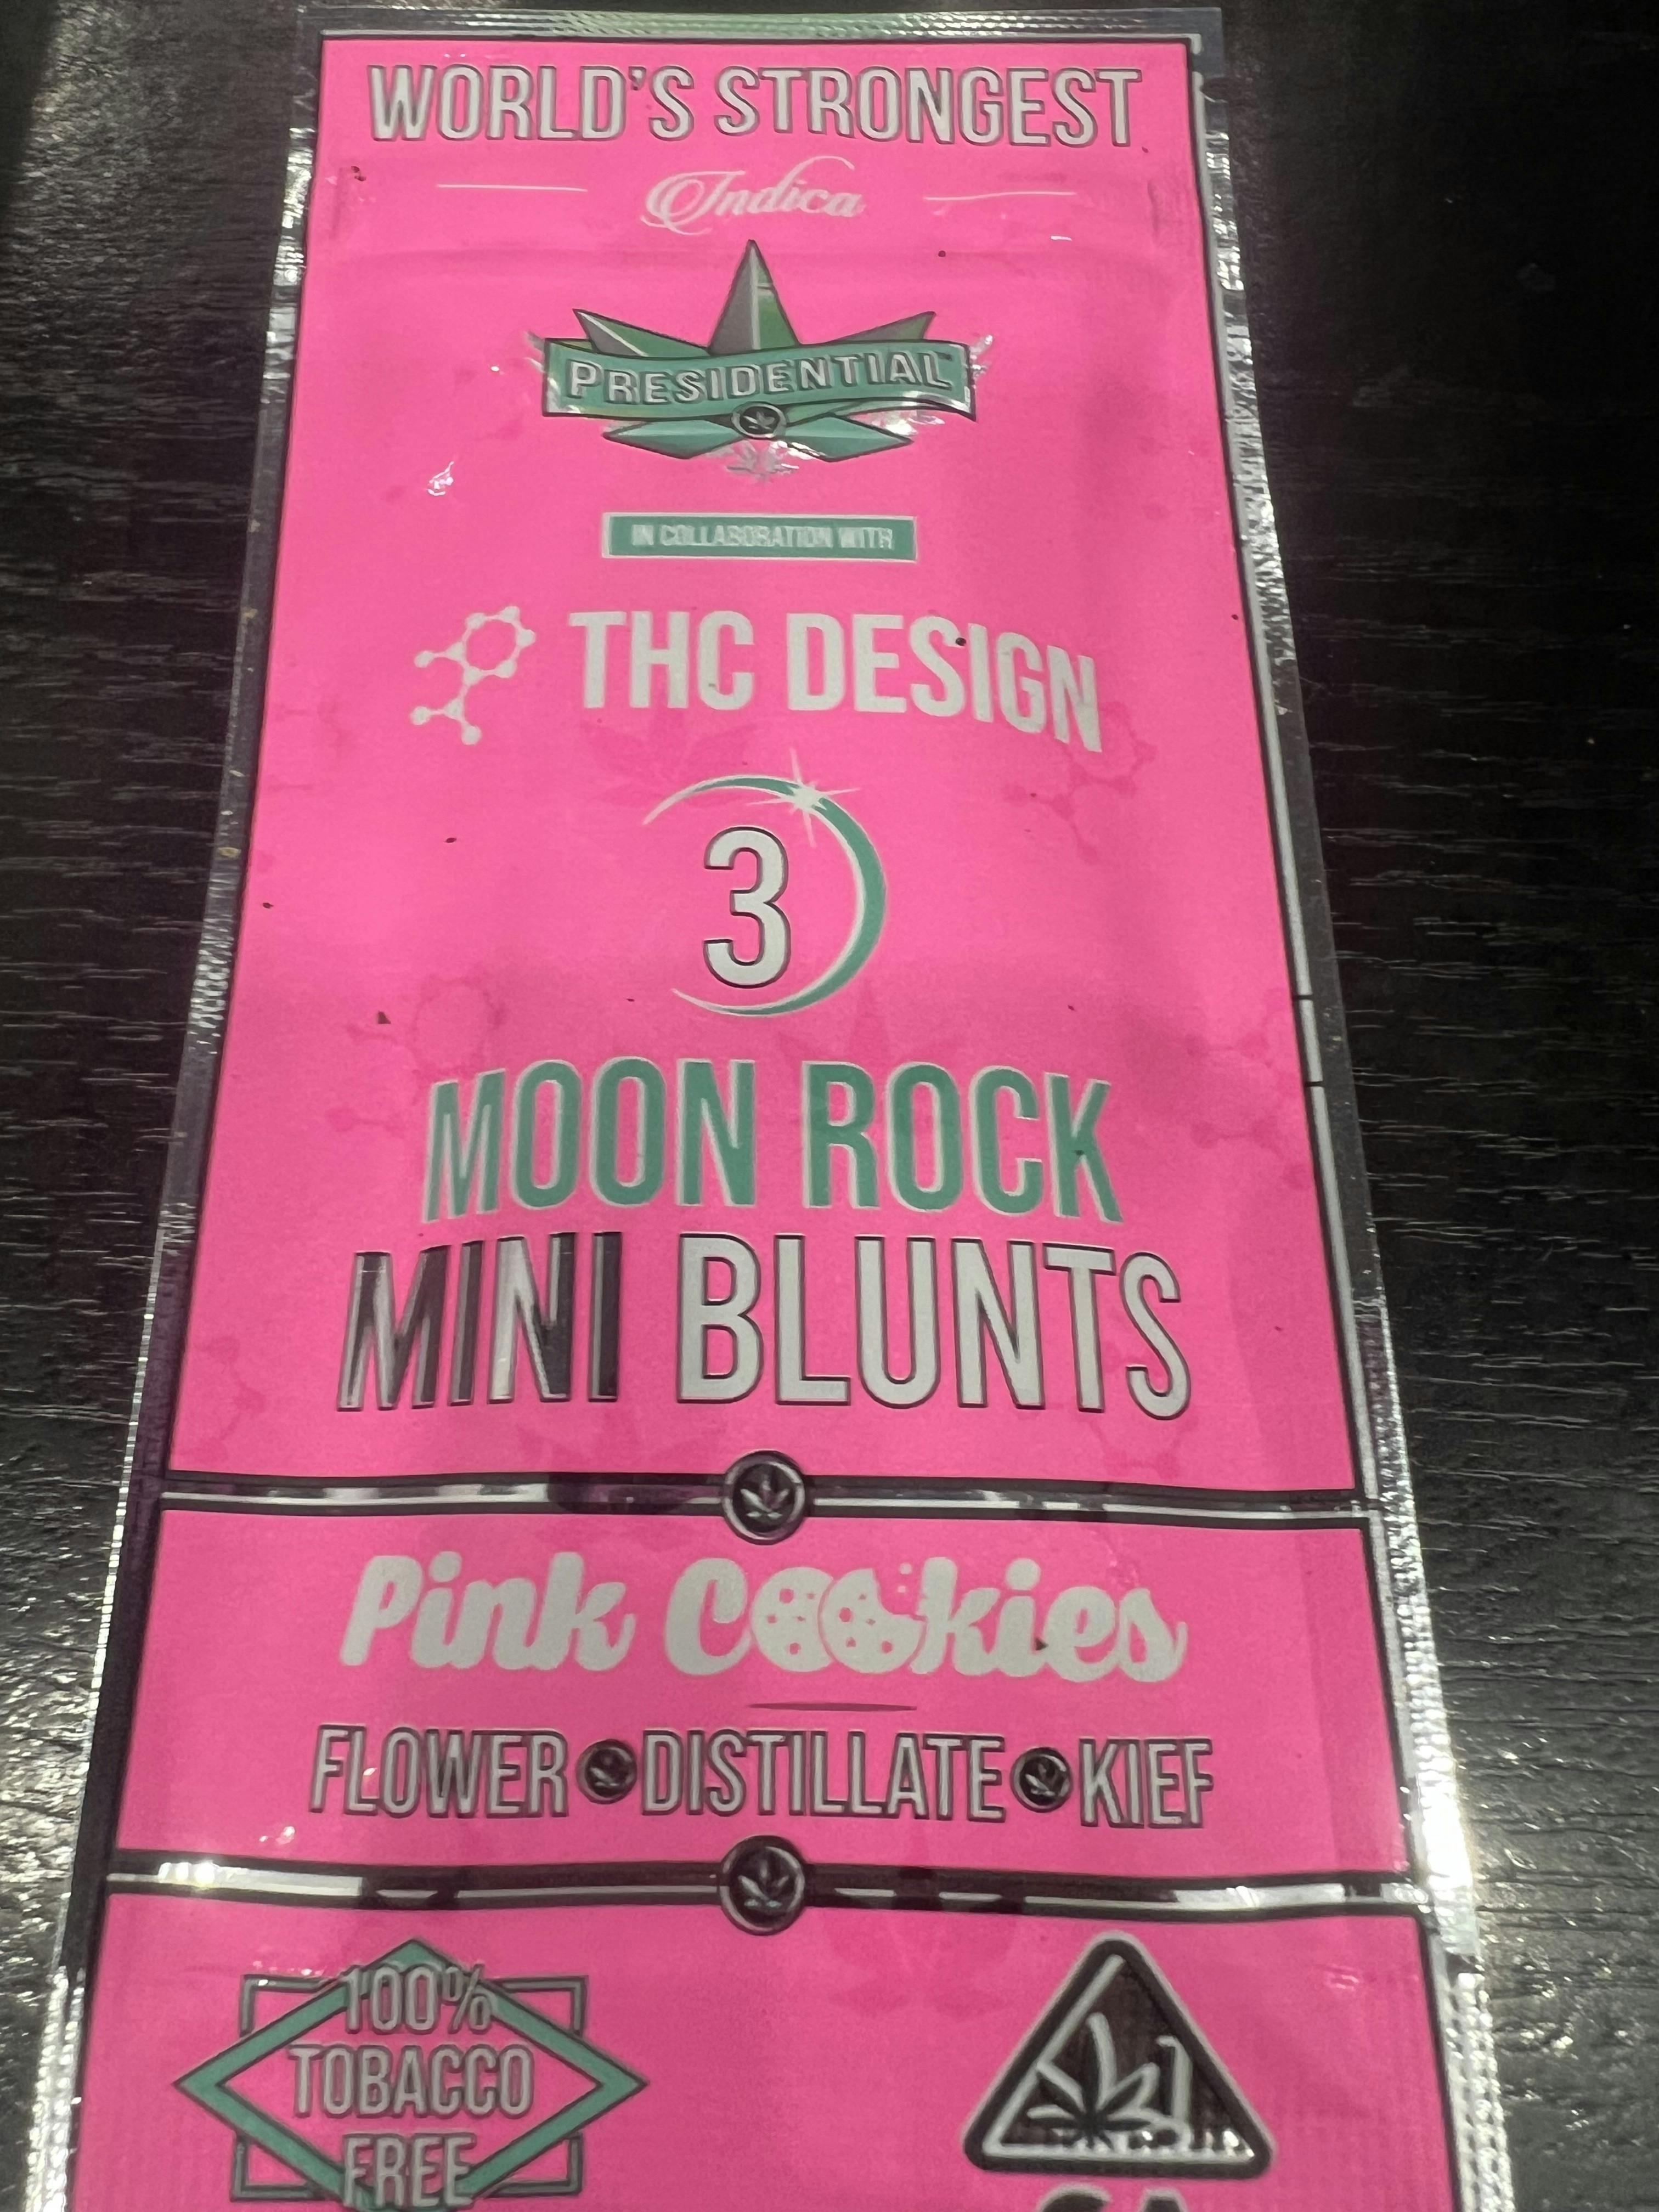 WORLD'S STRONGEST
Indica
PRESIDENTIAL
IN COLLABORATION WITH
THC DESIGN
3
MOON ROCK
MINI BLUNTS
Pink Cookies
FLOWER • DISTILLATE • KIEF
100%
TOBACCO
FREE
!
CA